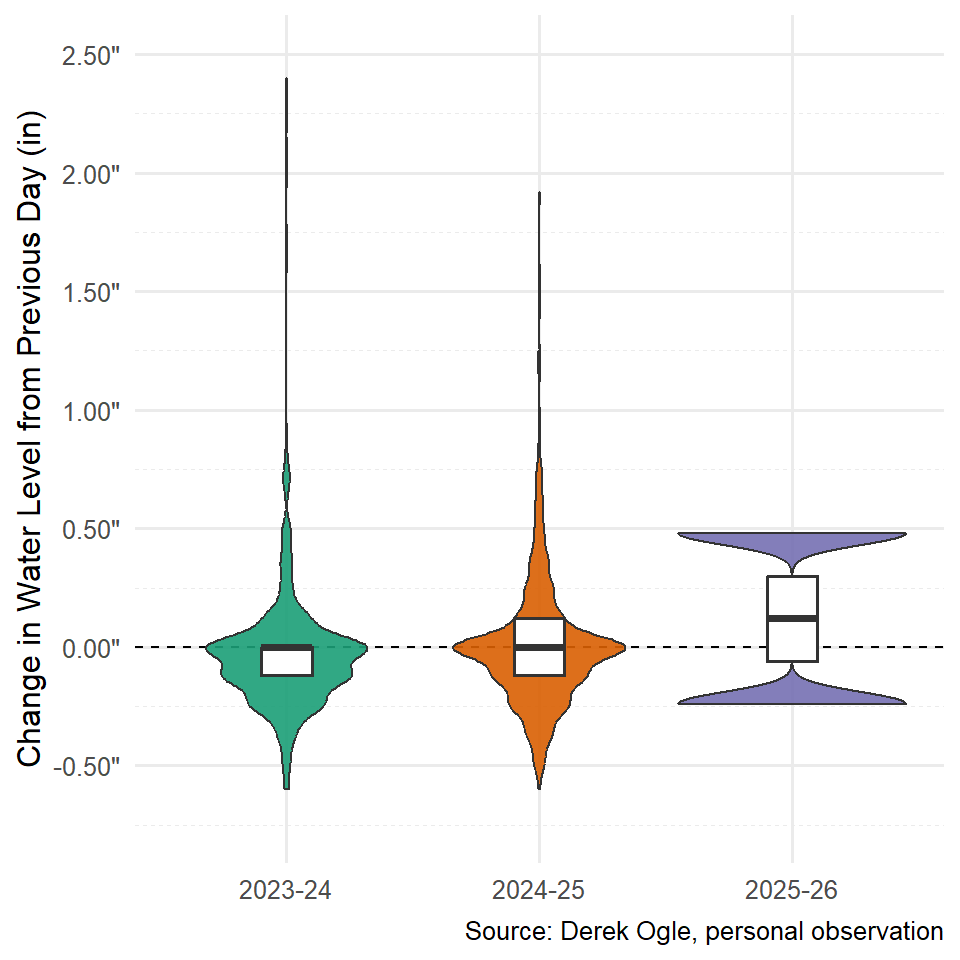 Change in Water Level from Previous Day (in)
2.50"
2.00"
1.50"
1.00"
0.50"
0.00"
-0.50"
2023-24 2024-25 2025-26
Source: Derek Ogle, personal observation